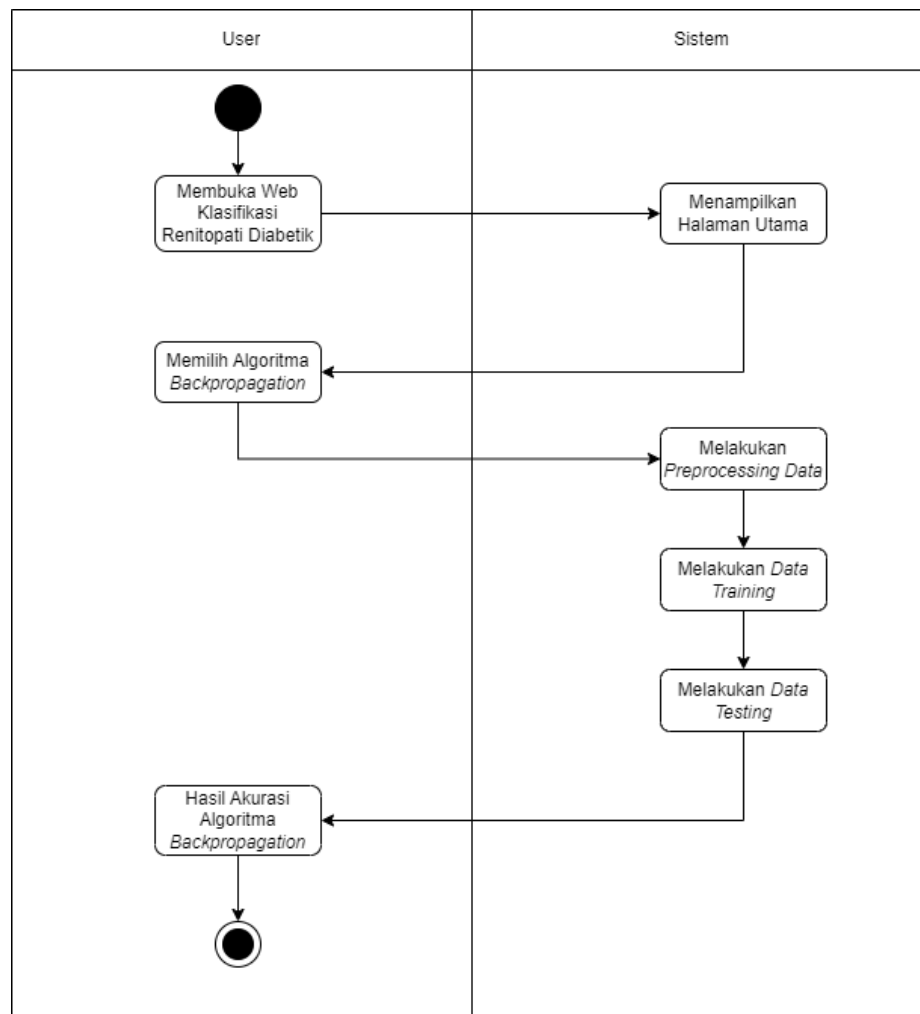 User
Sistem
Membuka Web
Klasifikasi
Renitopati Diabetik
Menampilkan
Halaman Utama
Memilih Algoritma
Backpropagation
Melakukan
Preprocessing Data
Melakukan Data
Training
Melakukan Data
Testing
Hasil Akurasi
Algoritma
Backpropagation